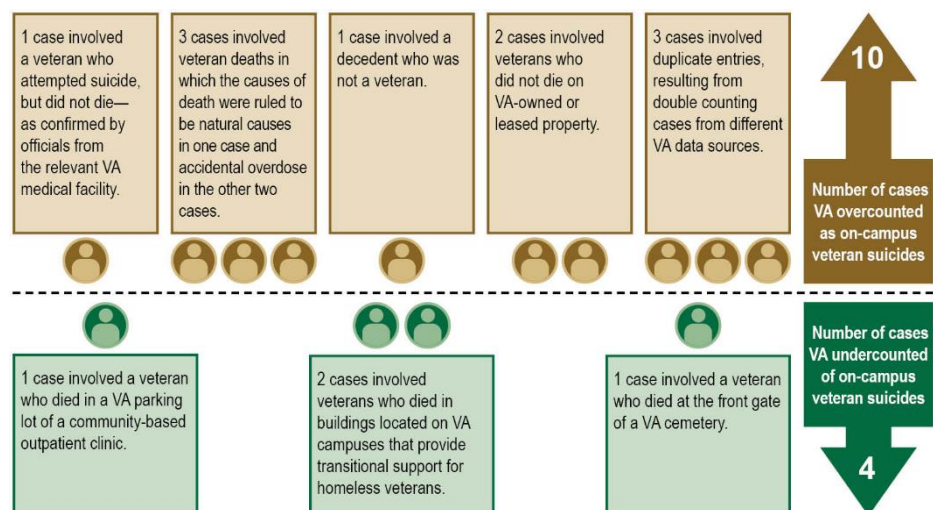 1 case involved
a veteran who
attempted suicide,
but did not die—
as confirmed by
officials from
the relevant VA
medical facility.
3 cases involved
veteran deaths in
which the causes of
death were ruled to
be natural causes
in one case and
accidental overdose
in the other two
cases.
1 case involved a
decedent who was
not a veteran.
2 cases involved
veterans who
did not die on
VA-owned or
leased property.
3 cases involved
duplicate entries,
resulting from
double counting
cases from different
VA data sources.
10
Number of cases
VA overcounted
as on-campus
veteran suicides
1 case involved a veteran
who died in a VA parking
lot of a community-based
outpatient clinic.
2 cases involved
veterans who died in
buildings located on VA
campuses that provide
transitional support for
homeless veterans.
1 case involved a veteran
who died at the front gate
of a VA cemetery.
Number of cases
VA undercounted
of on-campus
veteran suicides
4